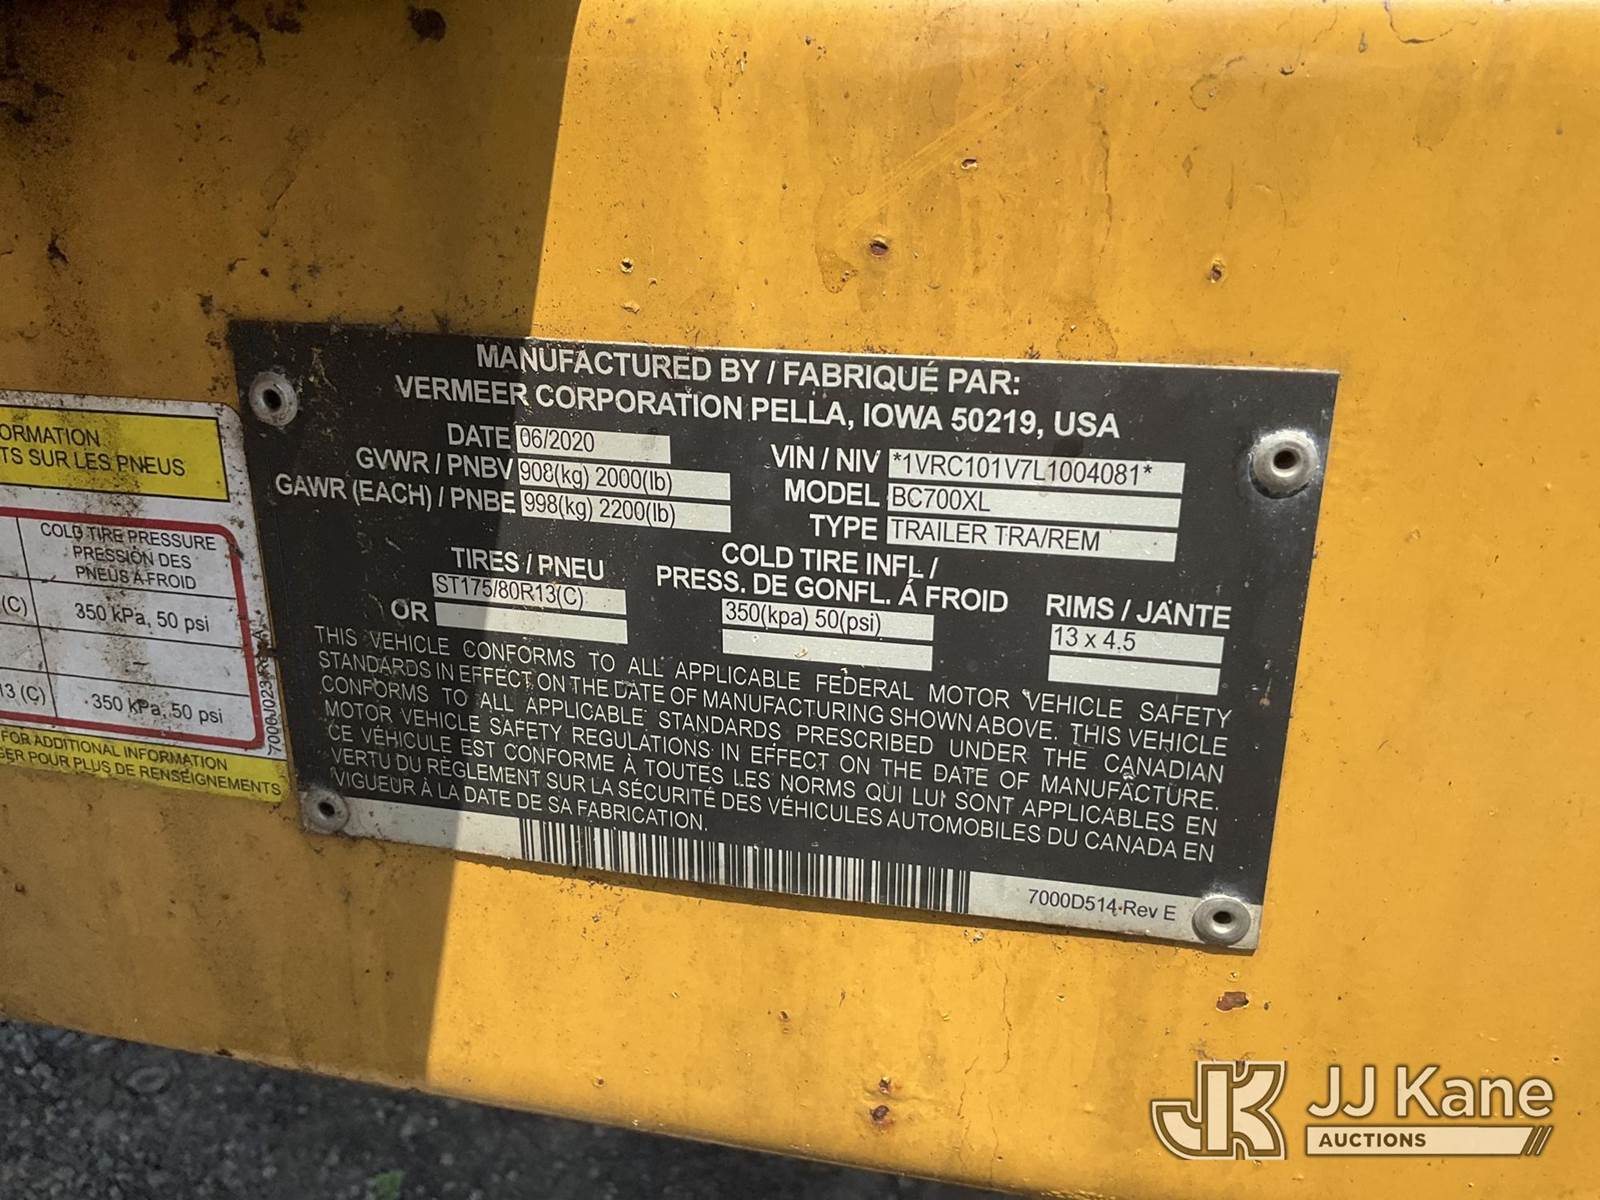 ORMATION
TS SUR LES PNEUS
COLD TIRE PRESSURE
PRESSION DES
PNEUS À FROID
(C) 350 kPa, 50 psi
–
13 (C) 350 kPa, 50 psi
FOR ADDITIONAL INFORMATION
GER POUR PLUS DE RENSEIGNEMENTS
MANUFACTURED BY / FABRIQUÉ PAR:
VERMEER CORPORATION PELLA, IOWA 50219, USA
DATE 06/2020
GVWR / PNBV 908(kg) 2000(lb)
GAWR (EACH) / PNBE 998(kg) 2200(lb)
VIN / NIV *1VRC101V7L1004081*
MODEL BC700XL
TYPE TRAILER TRA/REM
TIRES / PNEU
ST175/80R13(C)
OR
COLD TIRE INFL /
PRESS. DE GONFL. Á FROID
350(kpa) 50(psi)
RIMS / JANTE
13 x 4.5
THIS VEHICLE CONFORMS TO ALL APPLICABLE FEDERAL MOTOR VEHICLE SAFETY
STANDARDS IN EFFECT ON THE DATE OF MANUFACTURING SHOWN ABOVE. THIS VEHICLE
CONFORMS TO ALL APPLICABLE STANDARDS PRESCRIBED UNDER THE CANADIAN
MOTOR VEHICLE SAFETY REGULATIONS IN EFFECT ON THE DATE OF MANUFACTURE.
CE VÉHICULE EST CONFORME À TOUTES LES NORMS QUI LUI SONT APPLICABLES EN
VERTU DU RÈGLEMENT SUR LA SÉCURITÉ DES VÉHICULES AUTOMOBILES DU CANADA EN
VIGUEUR À LA DATE DE SA FABRICATION.
7000D514 Rev E
JK JJ Kane
AUCTIONS